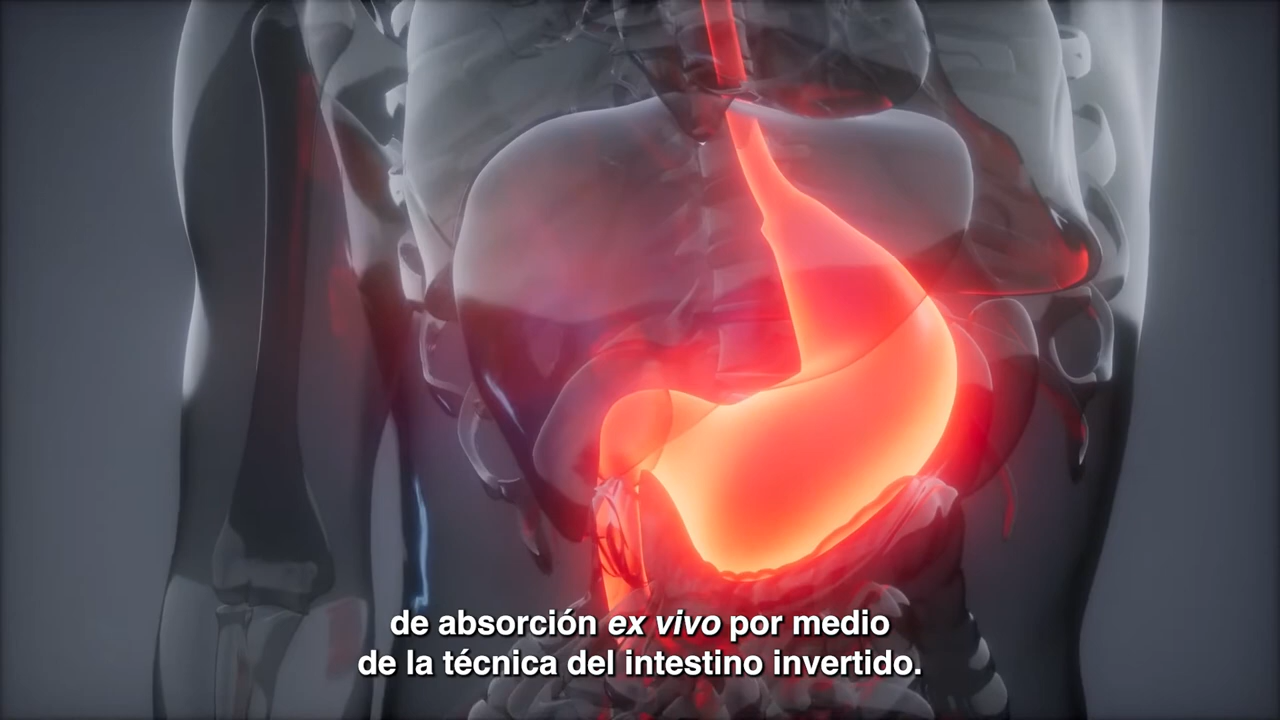 de absorción ex vivo por medio
de la técnica del intestino invertido.